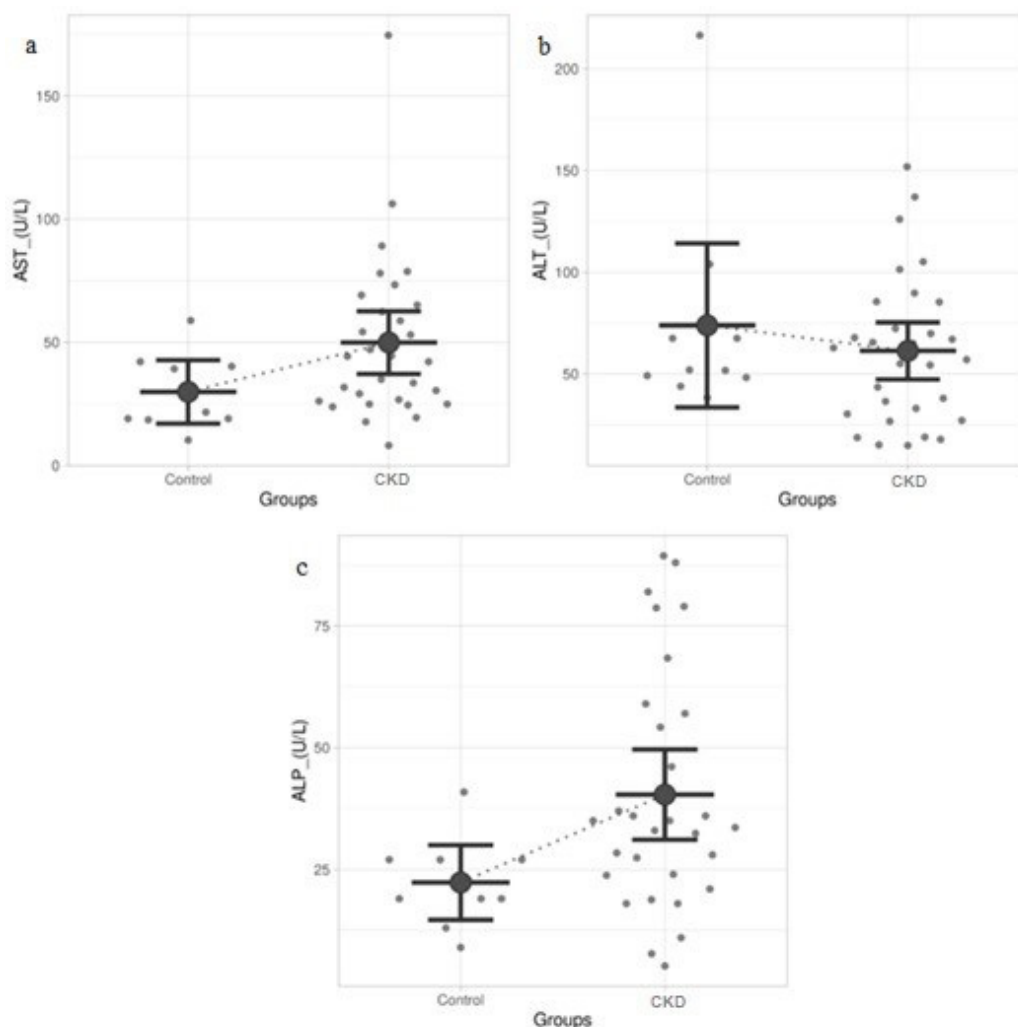 a
AST_(U/L)
150
100
50
0
Control
CKD
Groups
b
ALT_(U/L)
200
150
100
50
Control
CKD
Groups
c
ALP_(U/L)
75
50
25
Control
CKD
Groups